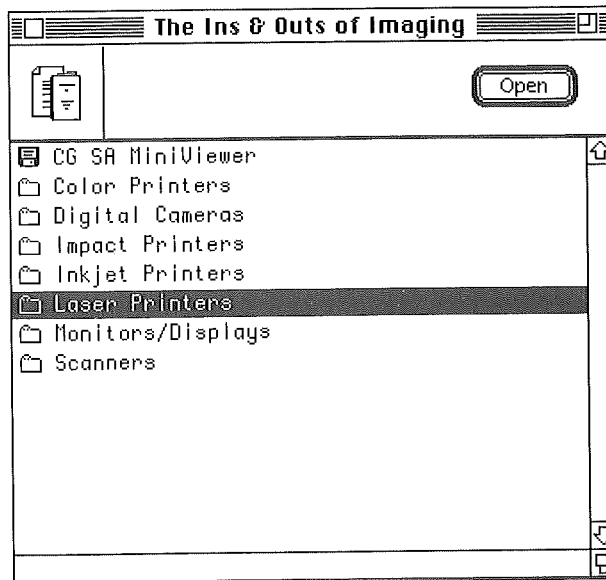 The Ins & Outs of Imaging
Open
CG SA MiniViewer
Color Printers
Digital Cameras
Impact Printers
Inkjet Printers
Laser Printers
Monitors/Displays
Scanners